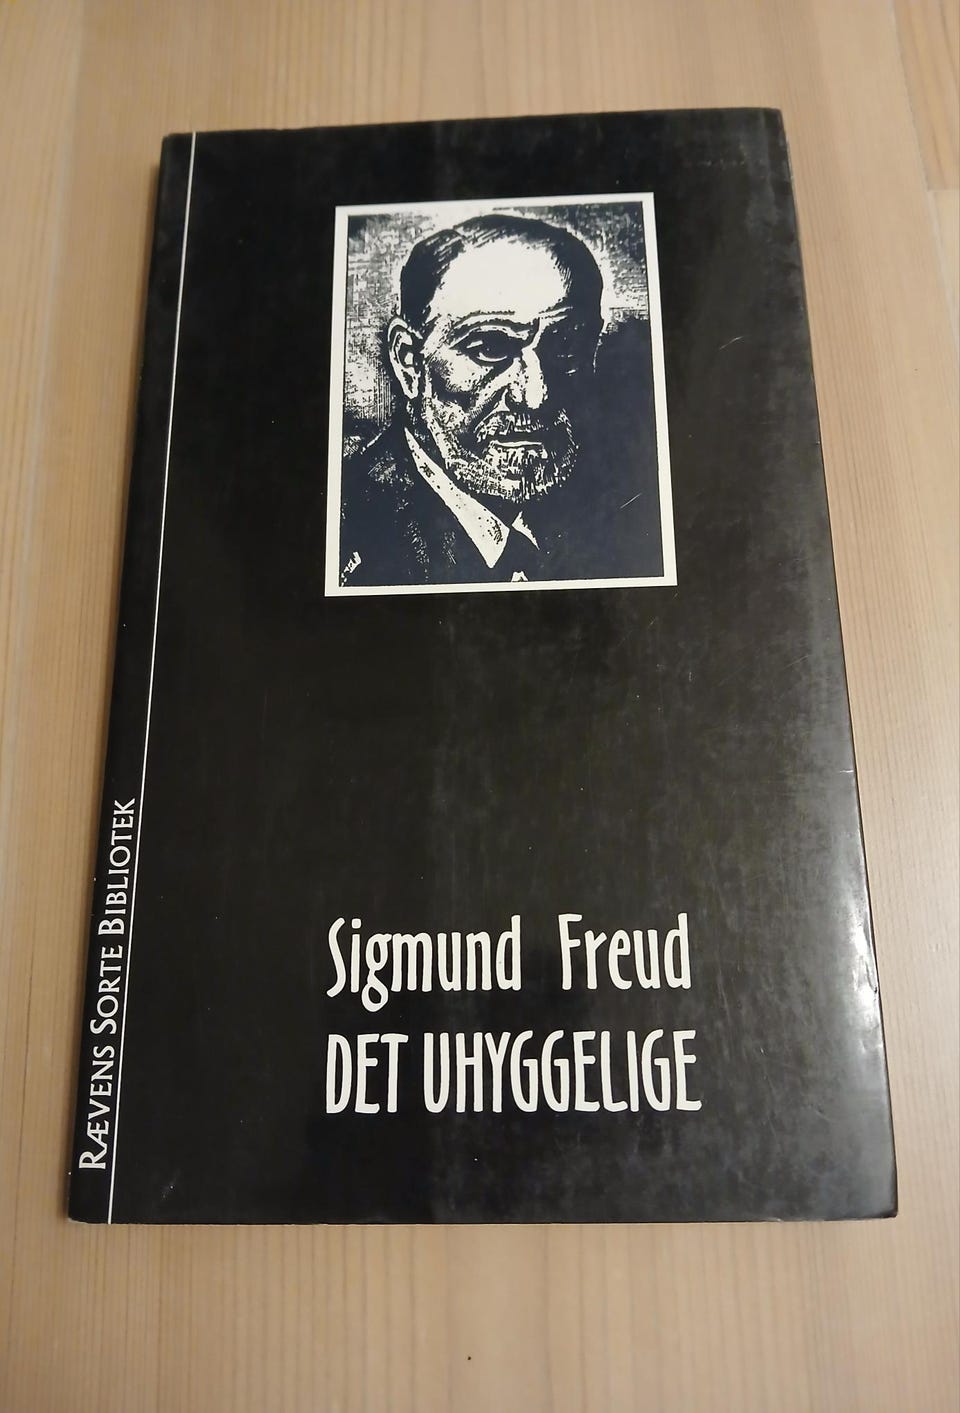 Sigmund Freud
DET UHYGGELIGE
RÆVENS SORTE BIBLIOTEK